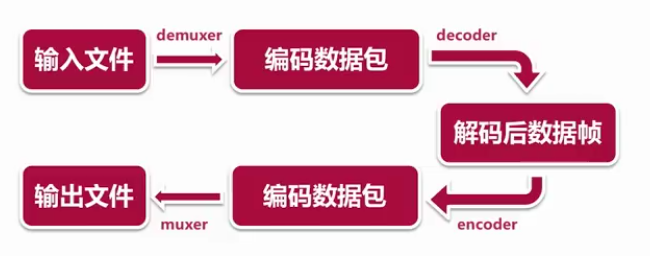 输入文件
demuxer
编码数据包
decoder
解码后数据帧
encoder
编码数据包
muxer
输出文件